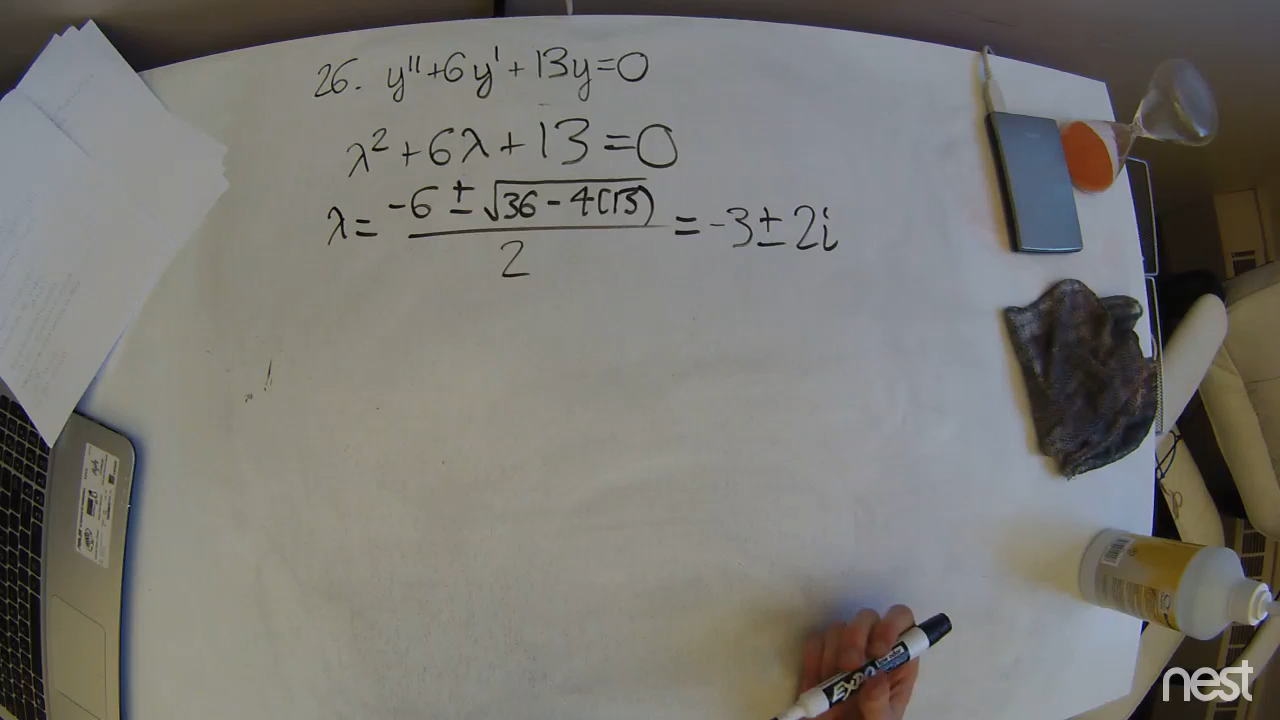 26. y'' + 6y' + 13y = 0
λ² + 6λ + 13 = 0
λ = (-6 ± √(36 - 4(13)))/2 = -3 ± 2i
EXPO
nest